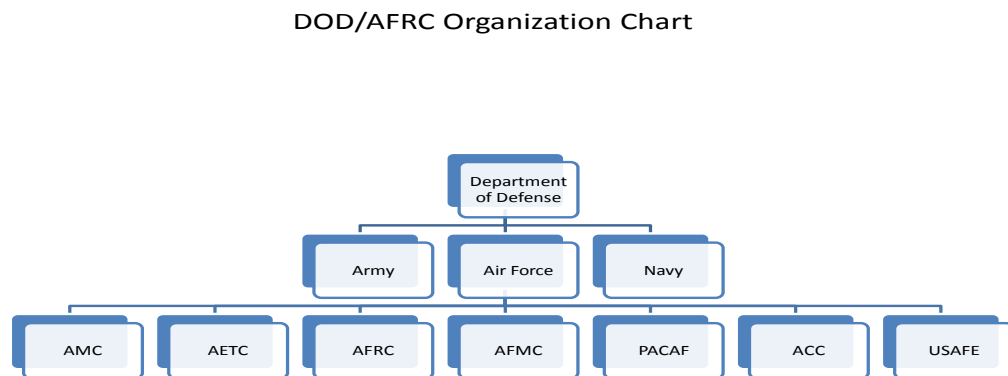 DOD/AFRC Organization Chart
Department
of Defense
Army
Air Force
Navy
AMC
AETC
AFRC
AFMC
PACAF
ACC
USAFE